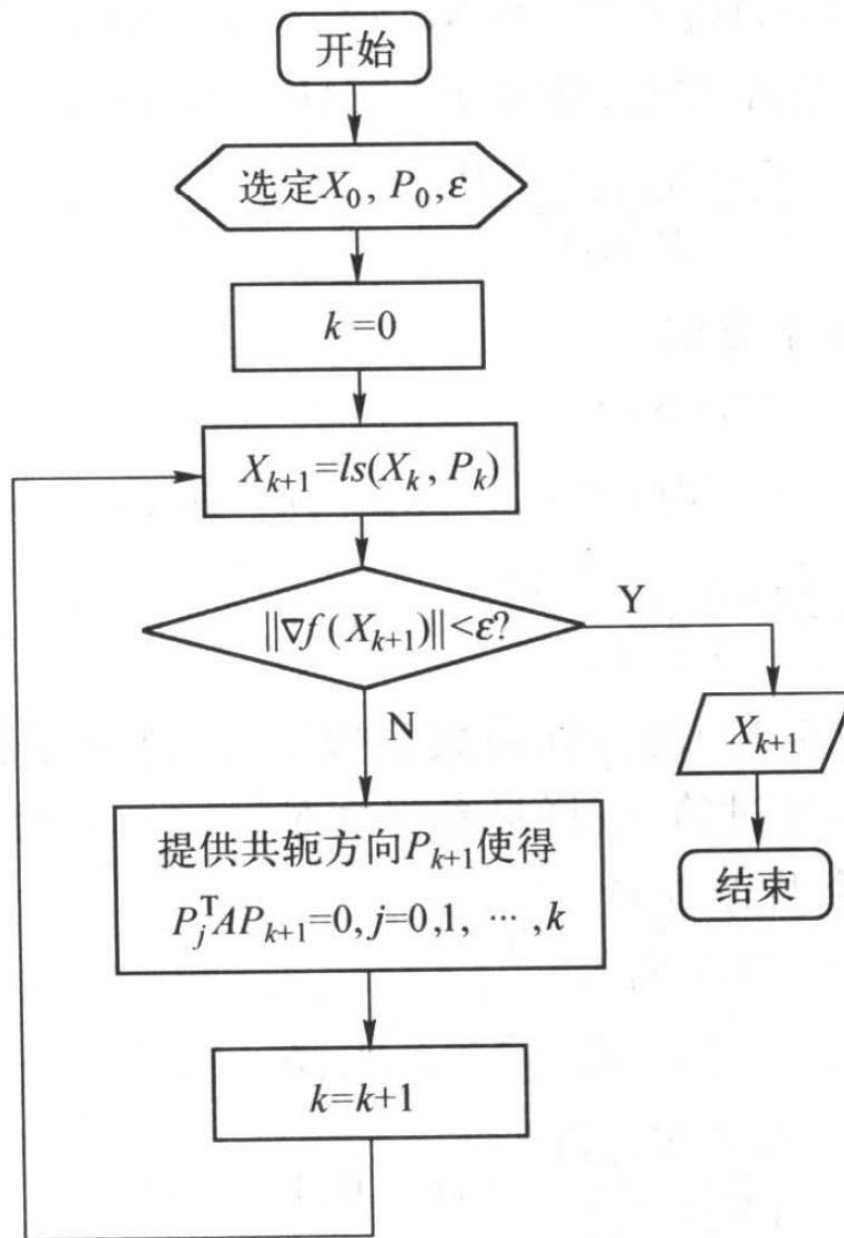 开始
选定X₀, P₀,ε
k=0
Xₖ₊₁=ls(Xₖ, Pₖ)
||∇f(Xₖ₊₁)||<ε?
Y
N
Xₖ₊₁
提供共轭方向Pₖ₊₁使得
PⱼᵀAPₖ₊₁=0, j=0,1, ⋯,k
结束
k=k+1